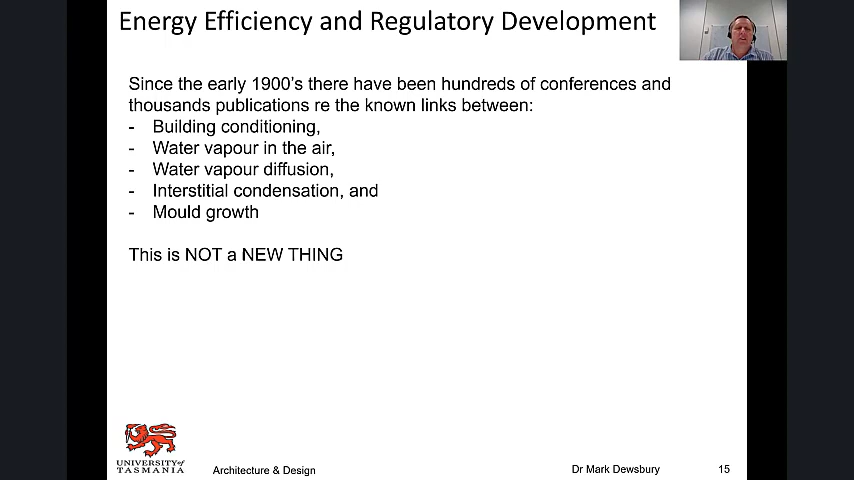 Energy Efficiency and Regulatory Development
Since the early 1900's there have been hundreds of conferences and
thousands publications re the known links between:
- Building conditioning,
- Water vapour in the air,
- Water vapour diffusion,
- Interstitial condensation, and
- Mould growth
This is NOT a NEW THING
UNIVERSITY of
TASMANIA
Architecture & Design
Dr Mark Dewsbury
15